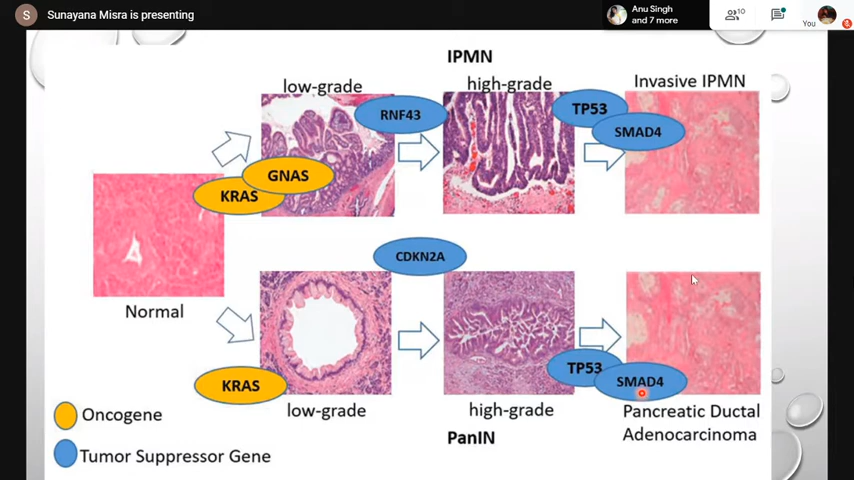 S Sunayana Misra is presenting
Anu Singh
and 7 more
10
You
IPMN
low-grade
high-grade
Invasive IPMN
RNF43
TP53
SMAD4
GNAS
KRAS
CDKN2A
Normal
TP53
SMAD4
KRAS
low-grade
high-grade
Pancreatic Ductal
Adenocarcinoma
PanIN
Oncogene
Tumor Suppressor Gene